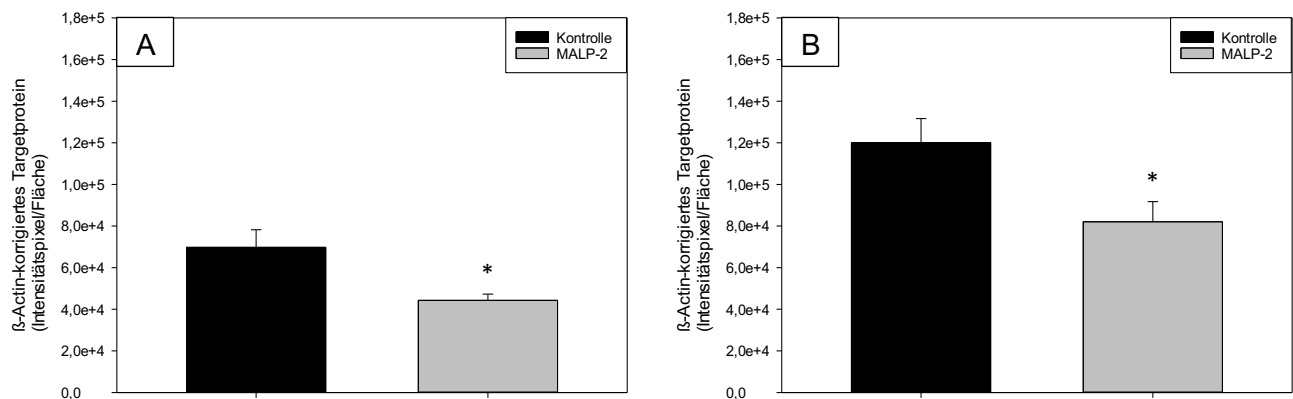 A
Kontrolle
MALP-2
ß-Actin-korrigiertes Targetprotein
(Intensitätspixel/Fläche)
1,8e+5
1,6e+5
1,4e+5
1,2e+5
1,0e+5
8,0e+4
6,0e+4
4,0e+4
2,0e+4
0,0
*
B
Kontrolle
MALP-2
ß-Actin-korrigiertes Targetprotein
(Intensitätspixel/Fläche)
1,8e+5
1,6e+5
1,4e+5
1,2e+5
1,0e+5
8,0e+4
6,0e+4
4,0e+4
2,0e+4
0,0
*